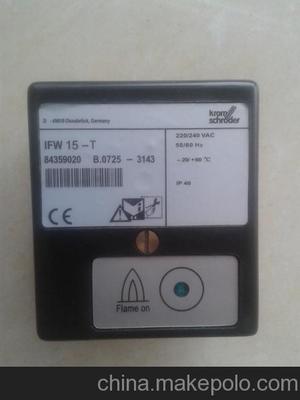 D - 49018 Osnabrück, Germany
krom
schröder
IFW 15-T
84359020 B.0725 - 3143
220/240 VAC
50/60 Hz
-20/+60 °C
IP 40
CE
Flame on
china.makepolo.com